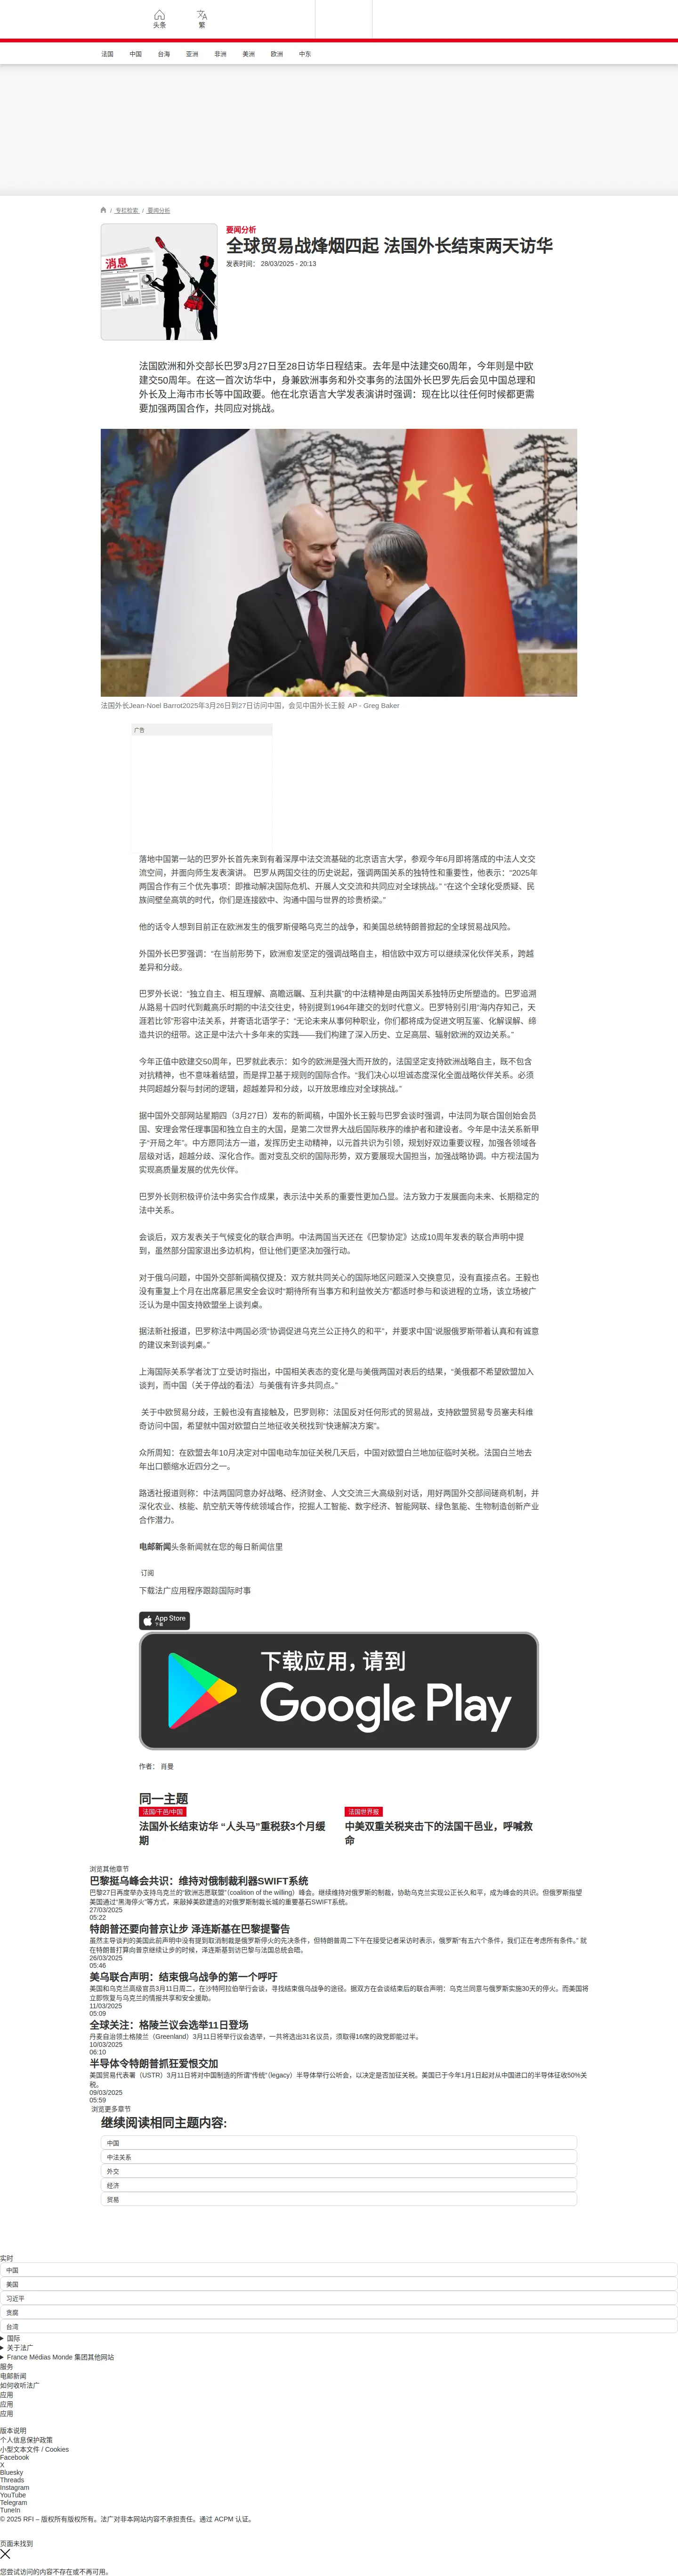 头条
繁
法国
中国
台海
亚洲
非洲
美洲
欧洲
中东
/ 专栏检索 / 要闻分析
消息
要闻分析
全球贸易战烽烟四起 法国外长结束两天访华
发表时间： 28/03/2025 - 20:13
法国欧洲和外交部长巴罗3月27日至28日访华日程结束。去年是中法建交60周年，今年则是中欧
建交50周年。在这一首次访华中，身兼欧洲事务和外交事务的法国外长巴罗先后会见中国总理和
外长及上海市市长等中国政要。他在北京语言大学发表演讲时强调：现在比以往任何时候都更需
要加强两国合作，共同应对挑战。
法国外长Jean-Noel Barrot2025年3月26日到27日访问中国，会见中国外长王毅 AP - Greg Baker
广告
落地中国第一站的巴罗外长首先来到有着深厚中法交流基础的北京语言大学，参观今年6月即将落成的中法人文交
流空间，并面向师生发表演讲。 巴罗从两国交往的历史说起，强调两国关系的独特性和重要性，他表示：“2025年
两国合作有三个优先事项：即推动解决国际危机、开展人文交流和共同应对全球挑战。” “在这个全球化受质疑、民
族间壁垒高筑的时代，你们是连接欧中、沟通中国与世界的珍贵桥梁。”
他的话令人想到目前正在欧洲发生的俄罗斯侵略乌克兰的战争，和美国总统特朗普掀起的全球贸易战风险。
外国外长巴罗强调：“在当前形势下，欧洲愈发坚定的强调战略自主，相信欧中双方可以继续深化伙伴关系，跨越
差异和分歧。
巴罗外长说：“独立自主、相互理解、高瞻远瞩、互利共赢”的中法精神是由两国关系独特历史所塑造的。巴罗追溯
从路易十四时代到戴高乐时期的中法交往史，特别提到1964年建交的划时代意义。巴罗特别引用“海内存知己，天
涯若比邻”形容中法关系，并寄语北语学子：“无论未来从事何种职业，你们都将成为促进文明互鉴、化解误解、缔
造共识的纽带。这正是中法六十多年来的实践——我们构建了深入历史、立足高层、辐射欧洲的双边关系。”
今年正值中欧建交50周年，巴罗就此表示：如今的欧洲是强大而开放的，法国坚定支持欧洲战略自主，既不包含
对抗精神，也不意味着结盟，而是捍卫基于规则的国际合作。“我们决心以坦诚态度深化全面战略伙伴关系。必须
共同超越分裂与封闭的逻辑，超越差异和分歧，以开放思维应对全球挑战。”
据中国外交部网站星期四（3月27日）发布的新闻稿，中国外长王毅与巴罗会谈时强调，中法同为联合国创始会员
国、安理会常任理事国和独立自主的大国，是第二次世界大战后国际秩序的维护者和建设者。今年是中法关系新甲
子“开局之年”。中方愿同法方一道，发挥历史主动精神，以元首共识为引领，规划好双边重要议程，加强各领域各
层级对话，超越分歧、深化合作。面对变乱交织的国际形势，双方要展现大国担当，加强战略协调。中方视法国为
实现高质量发展的优先伙伴。
巴罗外长则积极评价法中务实合作成果，表示法中关系的重要性更加凸显。法方致力于发展面向未来、长期稳定的
法中关系。
会谈后，双方发表关于气候变化的联合声明。中法两国当天还在《巴黎协定》达成10周年发表的联合声明中提
到，虽然部分国家退出多边机构，但让他们更坚决加强行动。
对于俄乌问题，中国外交部新闻稿仅提及：双方就共同关心的国际地区问题深入交换意见，没有直接点名。王毅也
没有重复上个月在出席慕尼黑安全会议时“期待所有当事方和利益攸关方”都适时参与和谈进程的立场，该立场被广
泛认为是中国支持欧盟坐上谈判桌。
据法新社报道，巴罗称法中两国必须“协调促进乌克兰公正持久的和平”，并要求中国“说服俄罗斯带着认真和有诚意
的建议来到谈判桌。”
上海国际关系学者沈丁立受访时指出，中国相关表态的变化是与美俄两国对表后的结果，“美俄都不希望欧盟加入
谈判，而中国（关于停战的看法）与美俄有许多共同点。”
关于中欧贸易分歧，王毅也没有直接触及，巴罗则称：法国反对任何形式的贸易战，支持欧盟贸易专员塞夫科维
奇访问中国，希望就中国对欧盟白兰地征收关税找到“快速解决方案”。
众所周知：在欧盟去年10月决定对中国电动车加征关税几天后，中国对欧盟白兰地加征临时关税。法国白兰地去
年出口额缩水近四分之一。
路透社报道则称：中法两国同意办好战略、经济财金、人文交流三大高级别对话，用好两国外交部间磋商机制，并
深化农业、核能、航空航天等传统领域合作，挖掘人工智能、数字经济、智能网联、绿色氢能、生物制造创新产业
合作潜力。
电邮新闻头条新闻就在您的每日新闻信里
订阅
下载法广应用程序跟踪国际时事
App Store
下载
下载应用，请到
Google Play
作者： 肖曼
同一主题
法国/干邑/中国
法国外长结束访华 “人头马”重税获3个月缓
期
法国世界报
中美双重关税夹击下的法国干邑业，呼喊救
命
浏览其他章节
巴黎挺乌峰会共识：维持对俄制裁利器SWIFT系统
巴黎27日再度举办支持乌克兰的“欧洲志愿联盟”（coalition of the willing）峰会。继续维持对俄罗斯的制裁，协助乌克兰实现公正长久和平，成为峰会的共识。但俄罗斯指望
美国通过“黑海停火”等方式，来敲掉美欧建造的对俄罗斯制裁长城的重要基石SWIFT系统。
27/03/2025
05:22
特朗普还要向普京让步 泽连斯基在巴黎提警告
虽然主导谈判的美国此前声明中没有提到取消制裁是俄罗斯停火的先决条件，但特朗普周二下午在接受记者采访时表示，俄罗斯“有五六个条件，我们正在考虑所有条件。” 就
在特朗普打算向普京继续让步的时候，泽连斯基到访巴黎与法国总统会晤。
26/03/2025
05:46
美乌联合声明：结束俄乌战争的第一个呼吁
美国和乌克兰高级官员3月11日周二，在沙特阿拉伯举行会谈，寻找结束俄乌战争的途径。据双方在会谈结束后的联合声明：乌克兰同意与俄罗斯实施30天的停火。而美国将
立即恢复与乌克兰的情报共享和安全援助。
11/03/2025
05:09
全球关注：格陵兰议会选举11日登场
丹麦自治领土格陵兰（Greenland）3月11日将举行议会选举，一共将选出31名议员，须取得16席的政党即能过半。
10/03/2025
06:10
半导体令特朗普抓狂爱恨交加
美国贸易代表署（USTR）3月11日将对中国制造的所谓“传统”（legacy）半导体举行公听会，以决定是否加征关税。美国已于今年1月1日起对从中国进口的半导体征收50%关
税。
09/03/2025
05:59
浏览更多章节
继续阅读相同主题内容:
中国
中法关系
外交
经济
贸易
实时
中国
美国
习近平
贪腐
台湾
国际
关于法广
France Médias Monde 集团其他网站
服务
电邮新闻
如何收听法广
应用
应用
应用
版本说明
个人信息保护政策
小型文本文件 / Cookies
Facebook
X
Bluesky
Threads
Instagram
YouTube
Telegram
TuneIn
© 2025 RFI – 版权所有版权所有。法广对非本网站内容不承担责任。通过 ACPM 认证。
页面未找到
您尝试访问的内容不存在或不再可用。